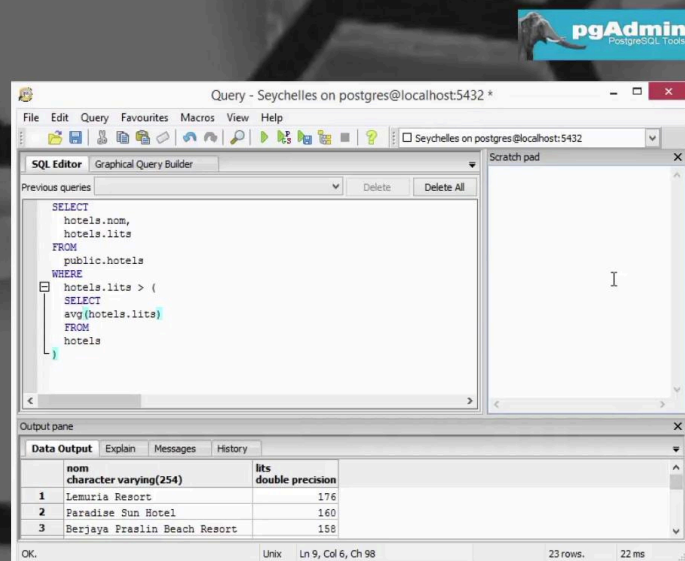 pgAdmin
PostgreSQL Tools
Query - Seychelles on postgres@localhost:5432 *
File Edit Query Favourites Macros View Help
Seychelles on postgres@localhost:5432
SQL Editor Graphical Query Builder
Scratch pad
Previous queries Delete Delete All
SELECT
hotels.nom,
hotels.lits
FROM
public.hotels
WHERE
hotels.lits > (
SELECT
avg(hotels.lits)
FROM
hotels
)
Output pane
Data Output Explain Messages History
nom lits
character varying(254) double precision
1 Lemuria Resort 176
2 Paradise Sun Hotel 160
3 Berjaya Praslin Beach Resort 158
OK. Unix Ln 9, Col 6, Ch 98 23 rows. 22 ms